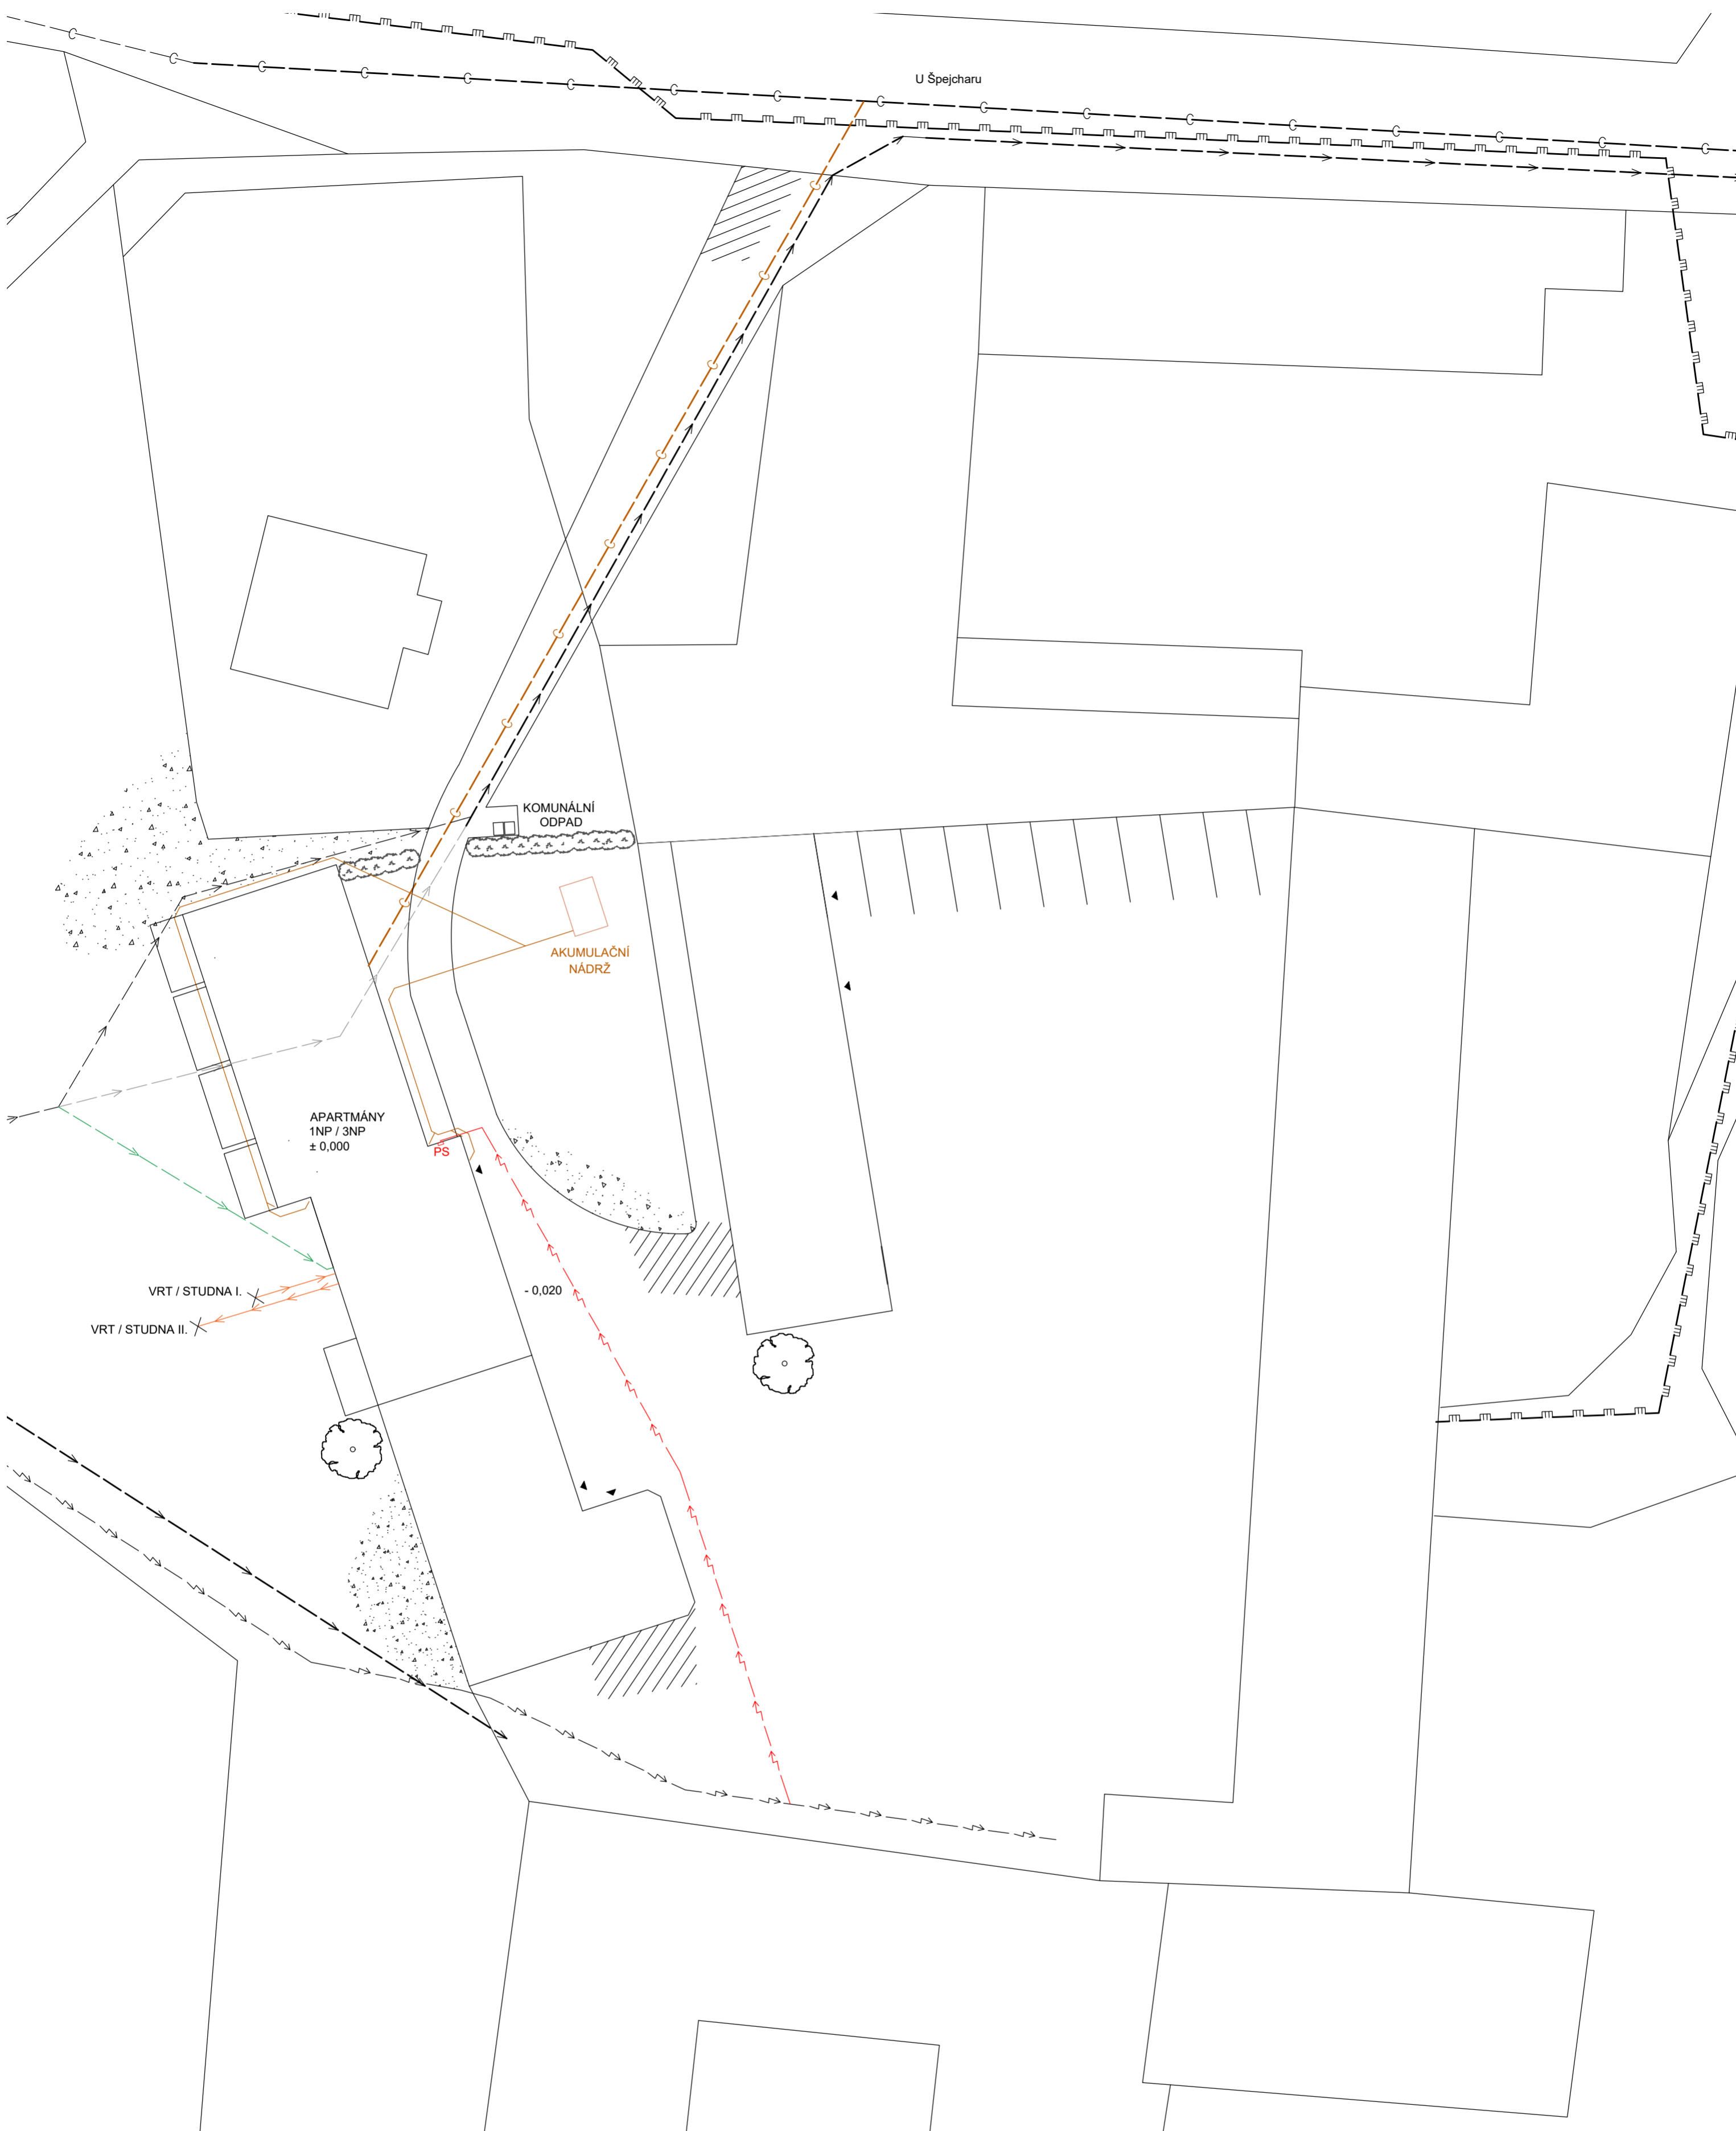 U Špejcharu
KOMUNÁLNÍ
ODPAD
AKUMULAČNÍ
NÁDRŽ
APARTMÁNY
1NP / 3NP
± 0,000
PS
VRT / STUDNA I.
- 0,020
VRT / STUDNA II.